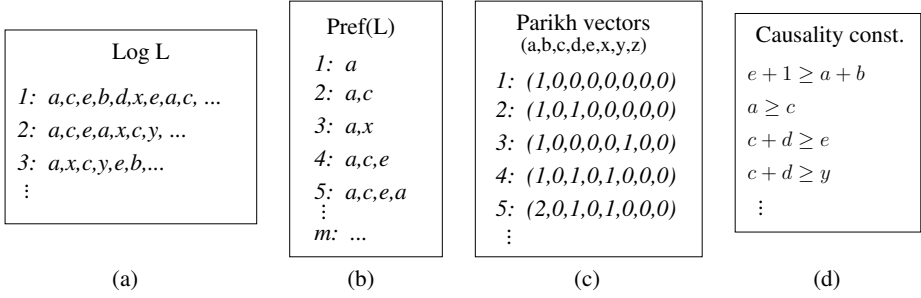 Log L
1: a,c,e,b,d,x,e,a,c, ...
2: a,c,e,a,x,c,y, ...
3: a,x,c,y,e,b,...
⋮
(a)
Pref(L)
1: a
2: a,c
3: a,x
4: a,c,e
5: a,c,e,a
⋮
m: ...
(b)
Parikh vectors
(a,b,c,d,e,x,y,z)
1: (1,0,0,0,0,0,0,0)
2: (1,0,1,0,0,0,0,0)
3: (1,0,0,0,0,1,0,0)
4: (1,0,1,0,1,0,0,0)
5: (2,0,1,0,1,0,0,0)
⋮
(c)
Causality const.
e + 1 ≥ a + b
a ≥ c
c + d ≥ e
c + d ≥ y
⋮
(d)